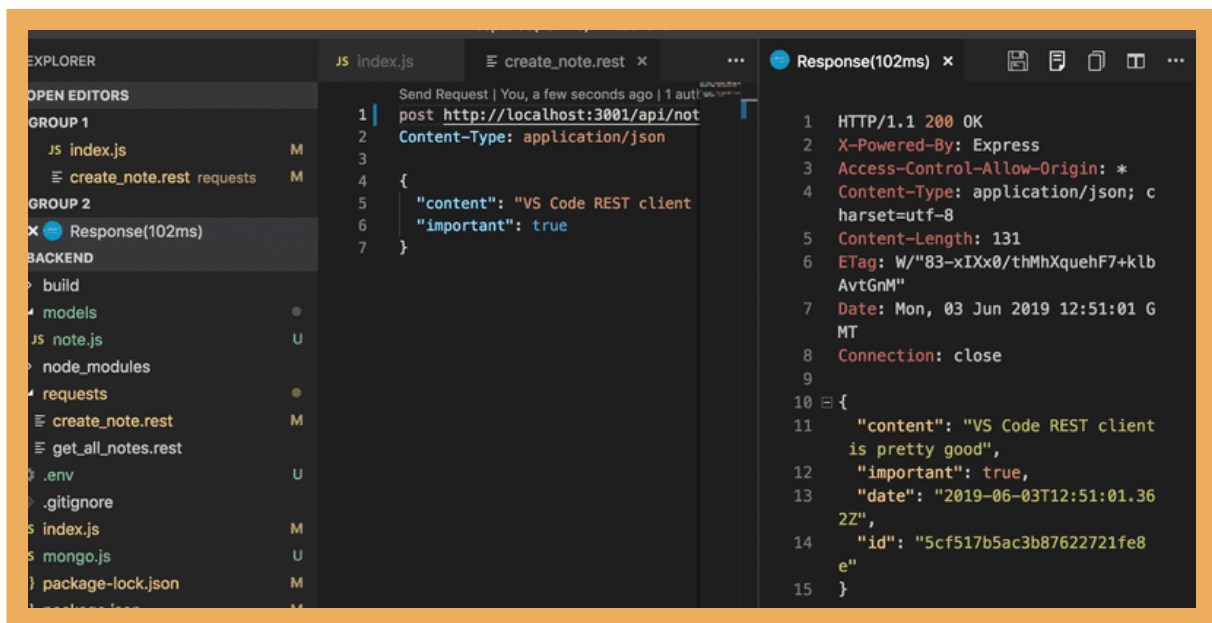 EXPLORER
OPEN EDITORS
GROUP 1
JS index.js M
create_note.rest requests M
GROUP 2
Response(102ms)
BACKEND
build
models
JS note.js U
node_modules
requests
create_note.rest M
get_all_notes.rest
.env U
.gitignore
index.js M
mongo.js U
package-lock.json M
JS index.js
create_note.rest
Send Request | You, a few seconds ago | 1
1 post http://localhost:3001/api/not
2 Content-Type: application/json
3
4 {
5 "content": "VS Code REST client
6 "important": true
7 }
Response(102ms)
1 HTTP/1.1 200 OK
2 X-Powered-By: Express
3 Access-Control-Allow-Origin: *
4 Content-Type: application/json; c
harset=utf-8
5 Content-Length: 131
6 ETag: W/"83-xIXx0/thMhXquehF7+klb
AvtGnM"
7 Date: Mon, 03 Jun 2019 12:51:01 G
MT
8 Connection: close
9
10 {
11 "content": "VS Code REST client
is pretty good",
12 "important": true,
13 "date": "2019-06-03T12:51:01.36
2Z",
14 "id": "5cf517b5ac3b87622721fe8
e"
15 }